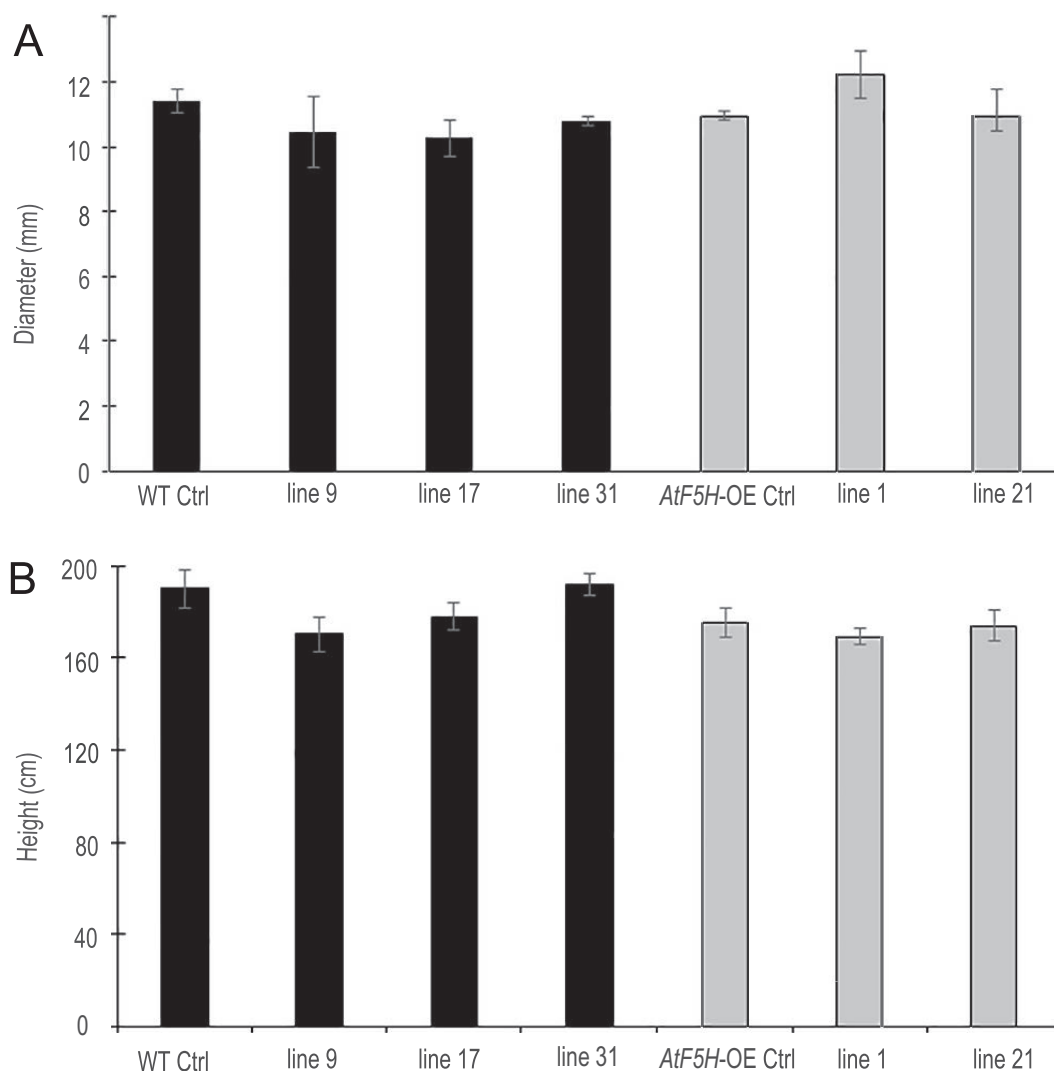 A
12
10
8
6
4
2
0
Diameter (mm)
WT Ctrl line 9 line 17 line 31 AtF5H-OE Ctrl line 1 line 21
B
200
160
120
80
40
0
Height (cm)
WT Ctrl line 9 line 17 line 31 AtF5H-OE Ctrl line 1 line 21